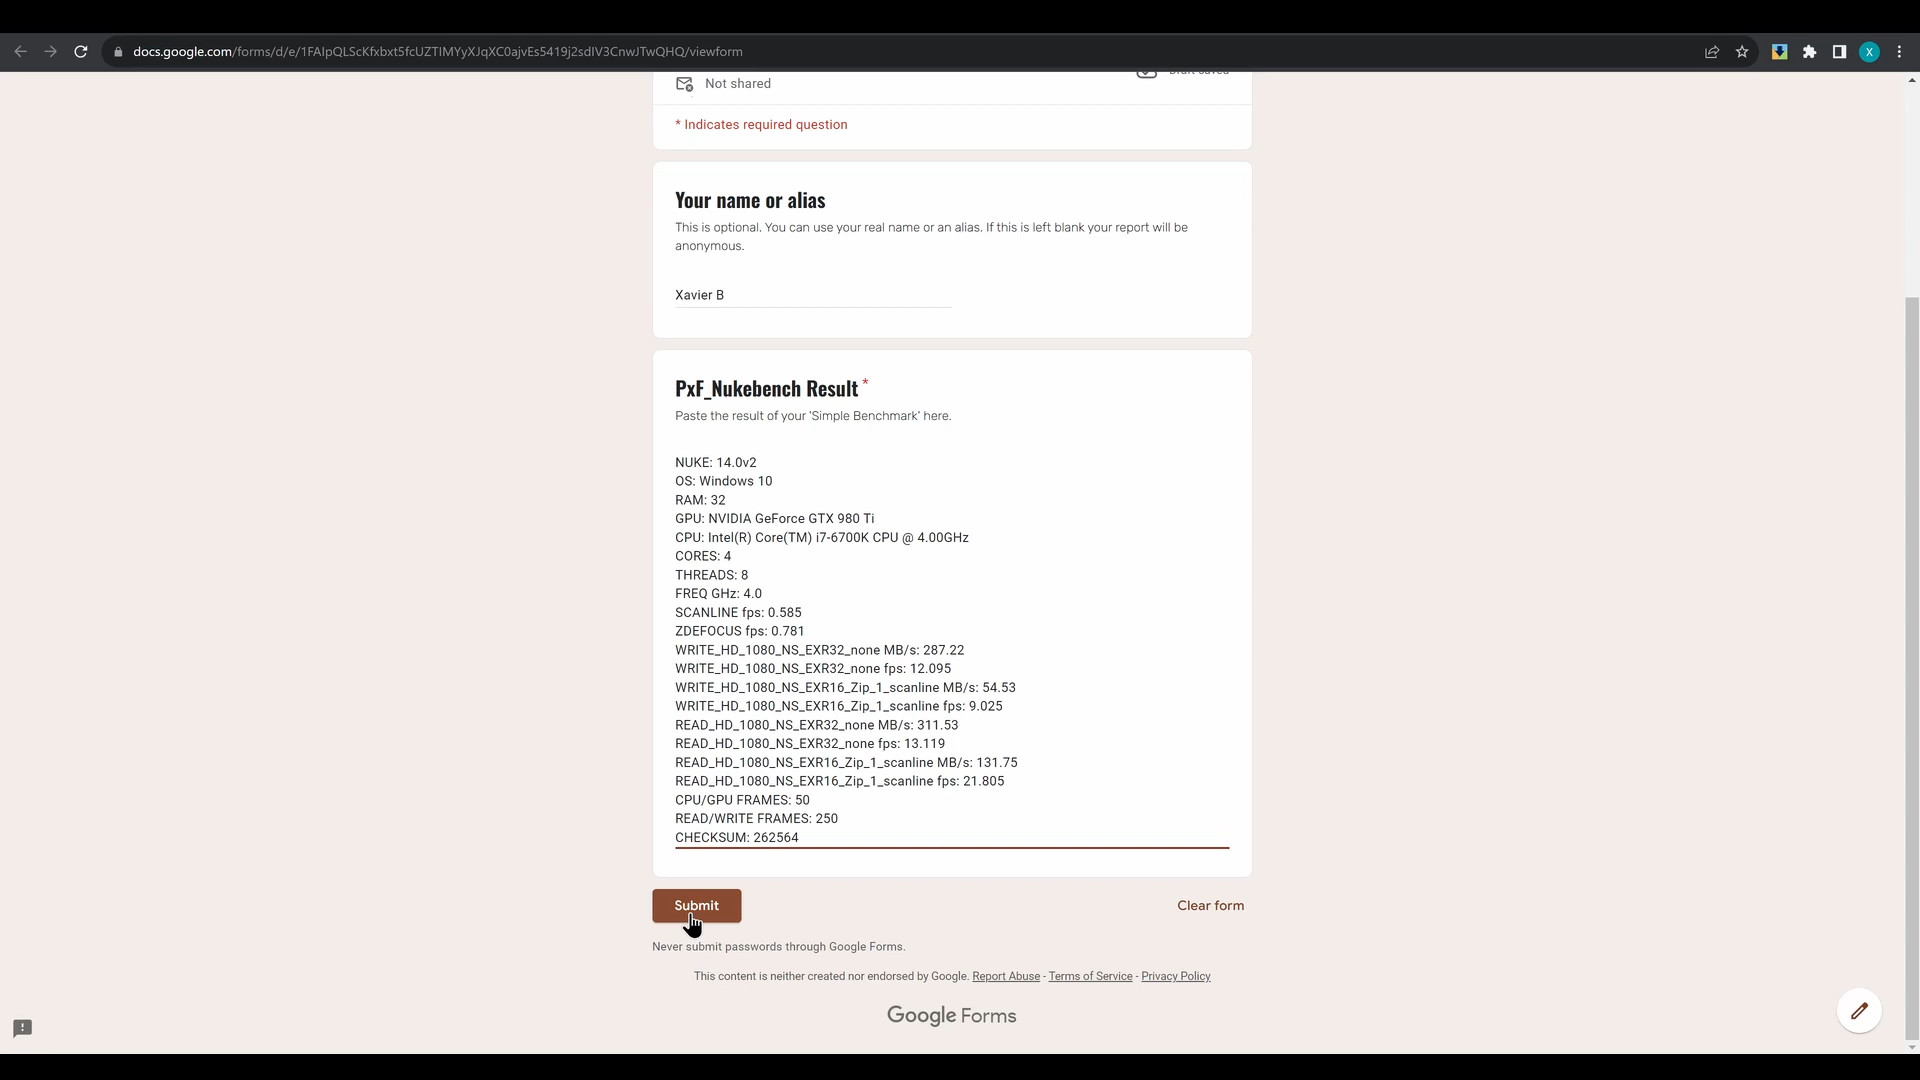 docs.google.com/forms/d/e/1FAIpQLScKfxbxt5fcUZTIMYyXJqXC0ajvEs5419j2sdIV3CnwJTwQHQ/viewform
X
Draft saved
Not shared
* Indicates required question
Your name or alias
This is optional. You can use your real name or an alias. If this is left blank your report will be
anonymous.
Xavier B
PxF_Nukebench Result *
Paste the result of your 'Simple Benchmark' here.
NUKE: 14.0v2
OS: Windows 10
RAM: 32
GPU: NVIDIA GeForce GTX 980 Ti
CPU: Intel(R) Core(TM) i7-6700K CPU @ 4.00GHz
CORES: 4
THREADS: 8
FREQ GHz: 4.0
SCANLINE fps: 0.585
ZDEFOCUS fps: 0.781
WRITE_HD_1080_NS_EXR32_none MB/s: 287.22
WRITE_HD_1080_NS_EXR32_none fps: 12.095
WRITE_HD_1080_NS_EXR16_Zip_1_scanline MB/s: 54.53
WRITE_HD_1080_NS_EXR16_Zip_1_scanline fps: 9.025
READ_HD_1080_NS_EXR32_none MB/s: 311.53
READ_HD_1080_NS_EXR32_none fps: 13.119
READ_HD_1080_NS_EXR16_Zip_1_scanline MB/s: 131.75
READ_HD_1080_NS_EXR16_Zip_1_scanline fps: 21.805
CPU/GPU FRAMES: 50
READ/WRITE FRAMES: 250
CHECKSUM: 262564
Submit
Clear form
Never submit passwords through Google Forms.
This content is neither created nor endorsed by Google. Report Abuse - Terms of Service - Privacy Policy
Google Forms